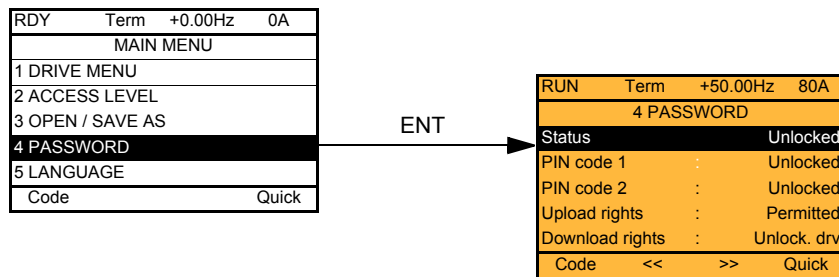 RDY Term +0.00Hz 0A
MAIN MENU
1 DRIVE MENU
2 ACCESS LEVEL
3 OPEN / SAVE AS
4 PASSWORD
5 LANGUAGE
Code Quick
ENT
RUN Term +50.00Hz 80A
4 PASSWORD
Status Unlocked
PIN code 1 : Unlocked
PIN code 2 : Unlocked
Upload rights : Permitted
Download rights : Unlock. drv
Code << >> Quick